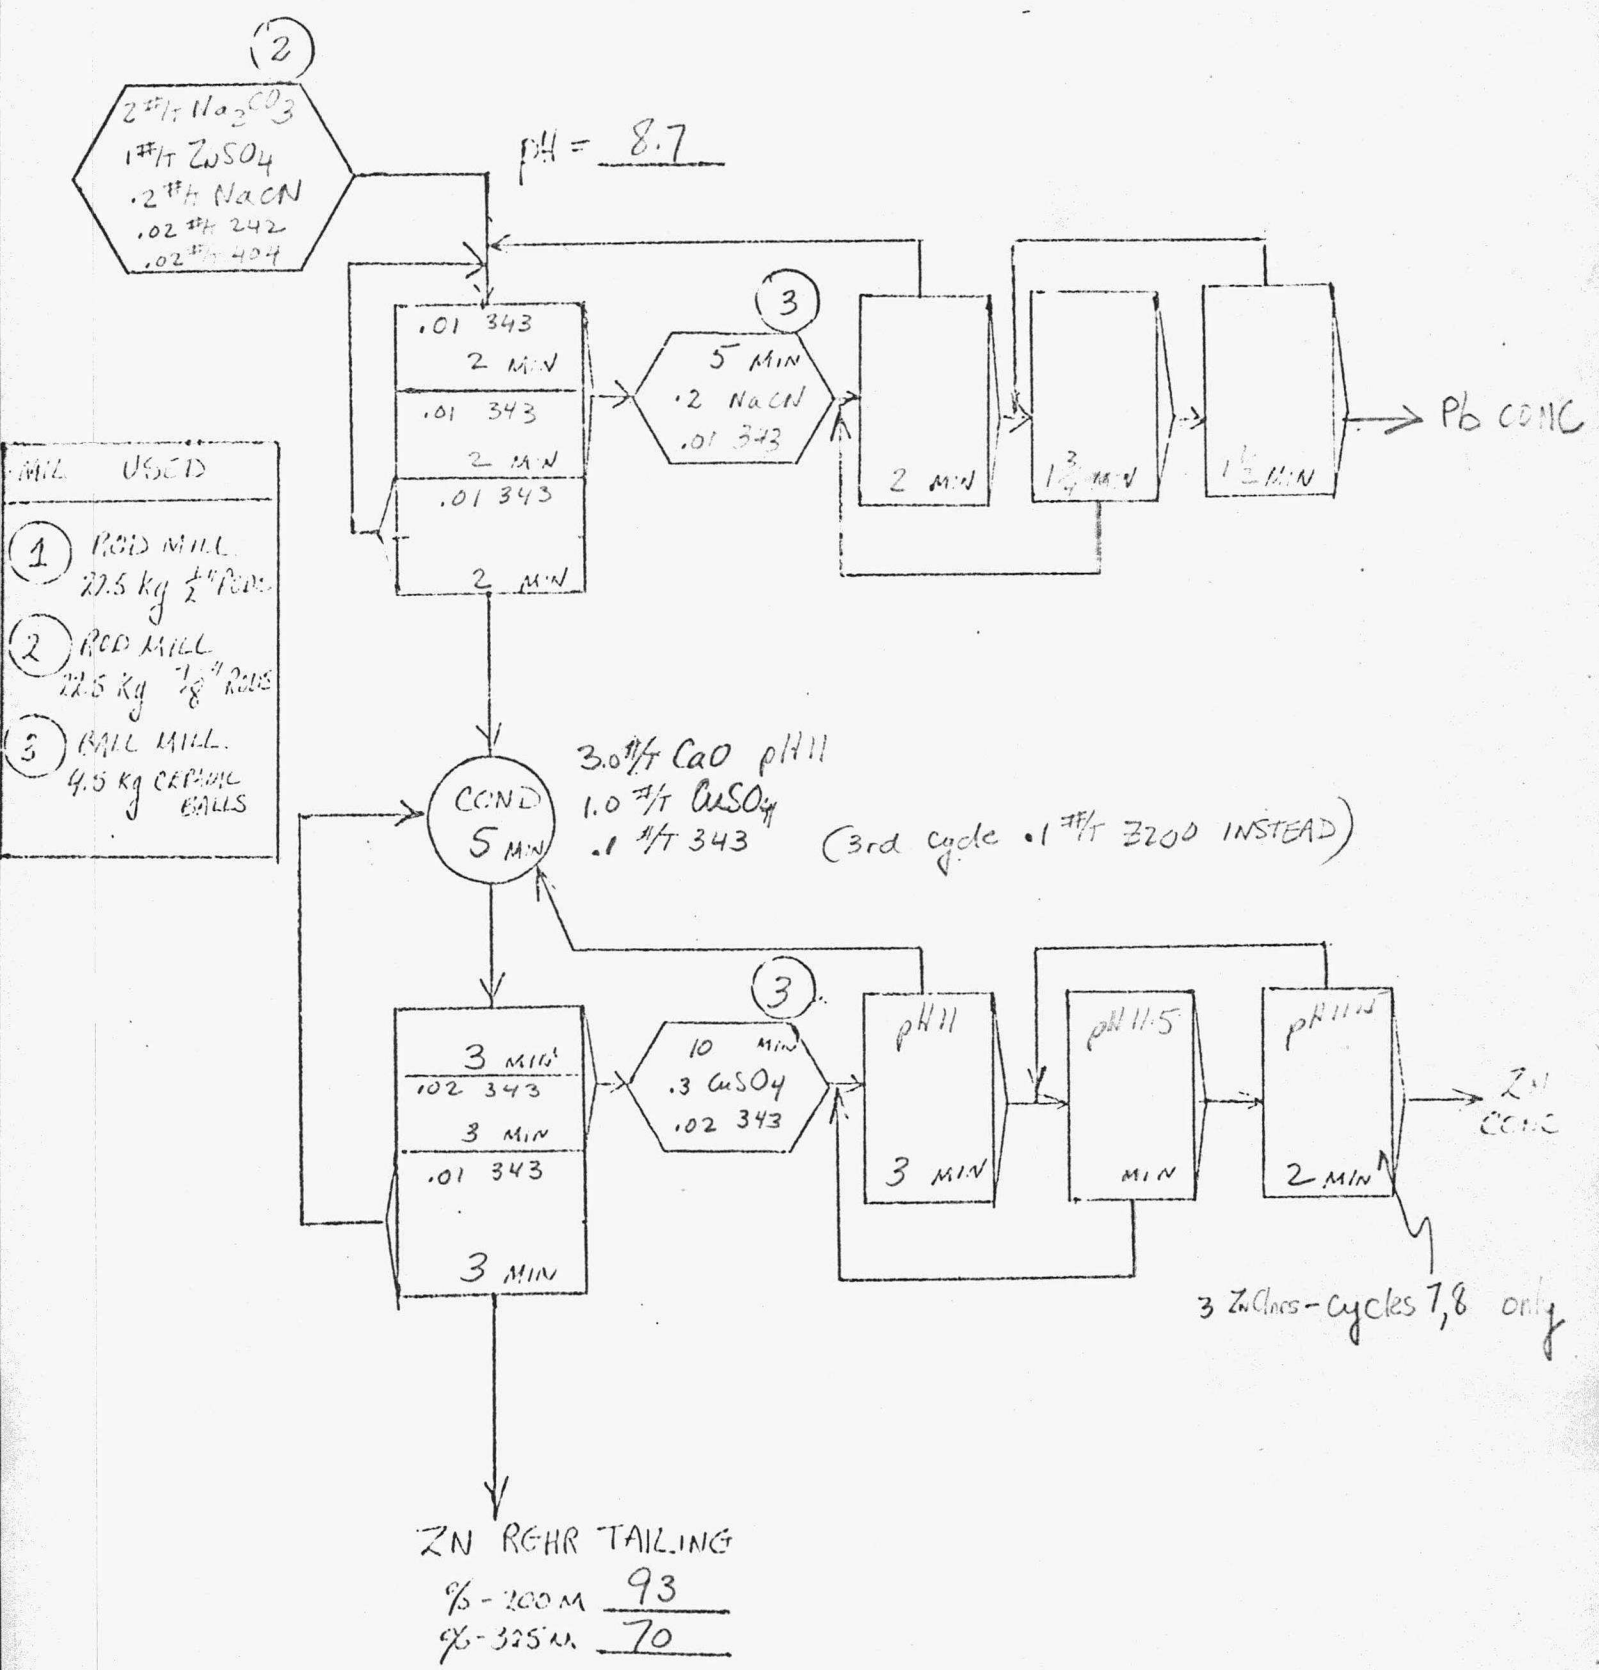 2
2 #/T Na2CO3
1 #/T ZnSO4
.2 #/T NaCN
.02 #/T 242
.02 #/T 404
pH = 8.7
.01 343
2 MIN
.01 343
2 MIN
.01 343
2 MIN
3
5 MIN
.2 NaCN
.01 343
2 MIN
1 3/4 MIN
1 1/2 MIN
Pb CONC
MILL USED
1 ROD MILL
22.5 kg 1/2" RODS
2 ROD MILL
22.5 Kg 7/8" RODS
3 BALL MILL.
4.5 kg CERAMIC
BALLS
COND
5 MIN
3.0 #/T CaO pH 11
1.0 #/T CuSO4
.1 #/T 343 (3rd cycle .1 #/T Z200 INSTEAD)
3 MIN
.02 343
3 MIN
.01 343
3 MIN
3
10 MIN
.3 CuSO4
.02 343
pH 11
3 MIN
pH 11.5
MIN
pH 11.5
2 MIN
ZN
CONC
3 Zn Clnrs - cycles 7,8 only
ZN ROHR TAILING
% - 200 M 93
% - 325 M. 70